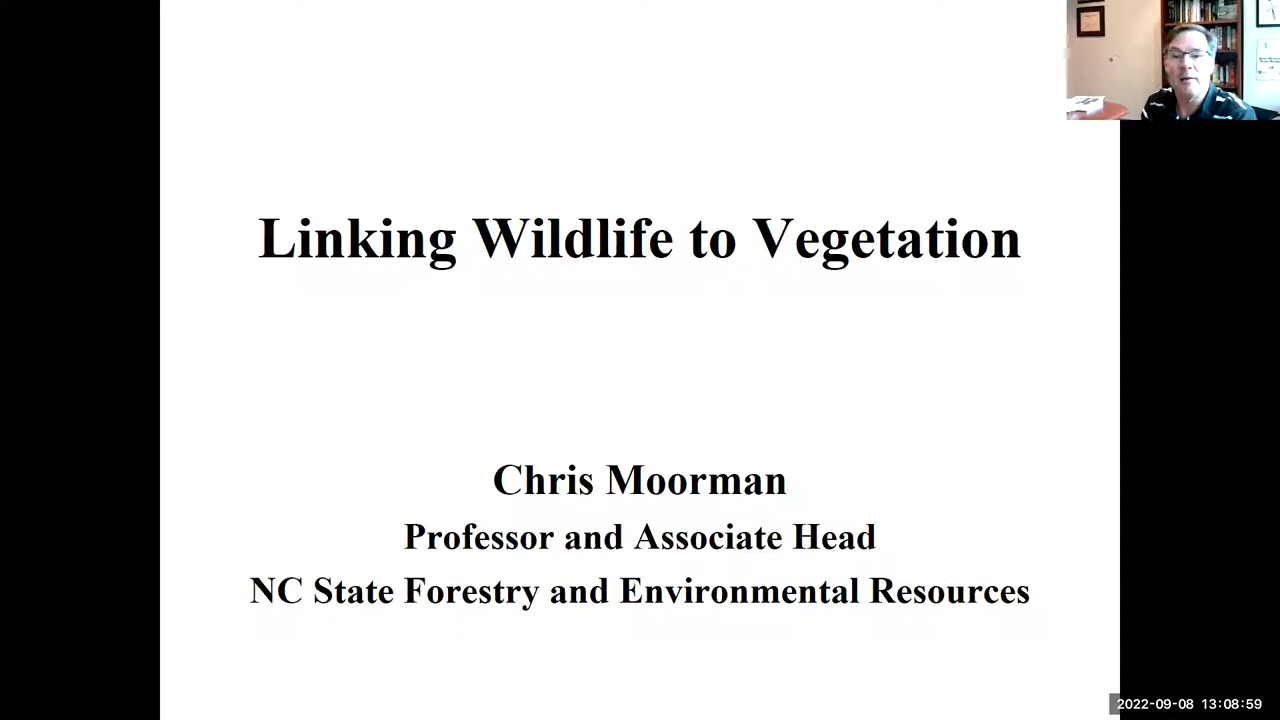 Linking Wildlife to Vegetation
Chris Moorman
Professor and Associate Head
NC State Forestry and Environmental Resources
2022-09-08 13:08:59